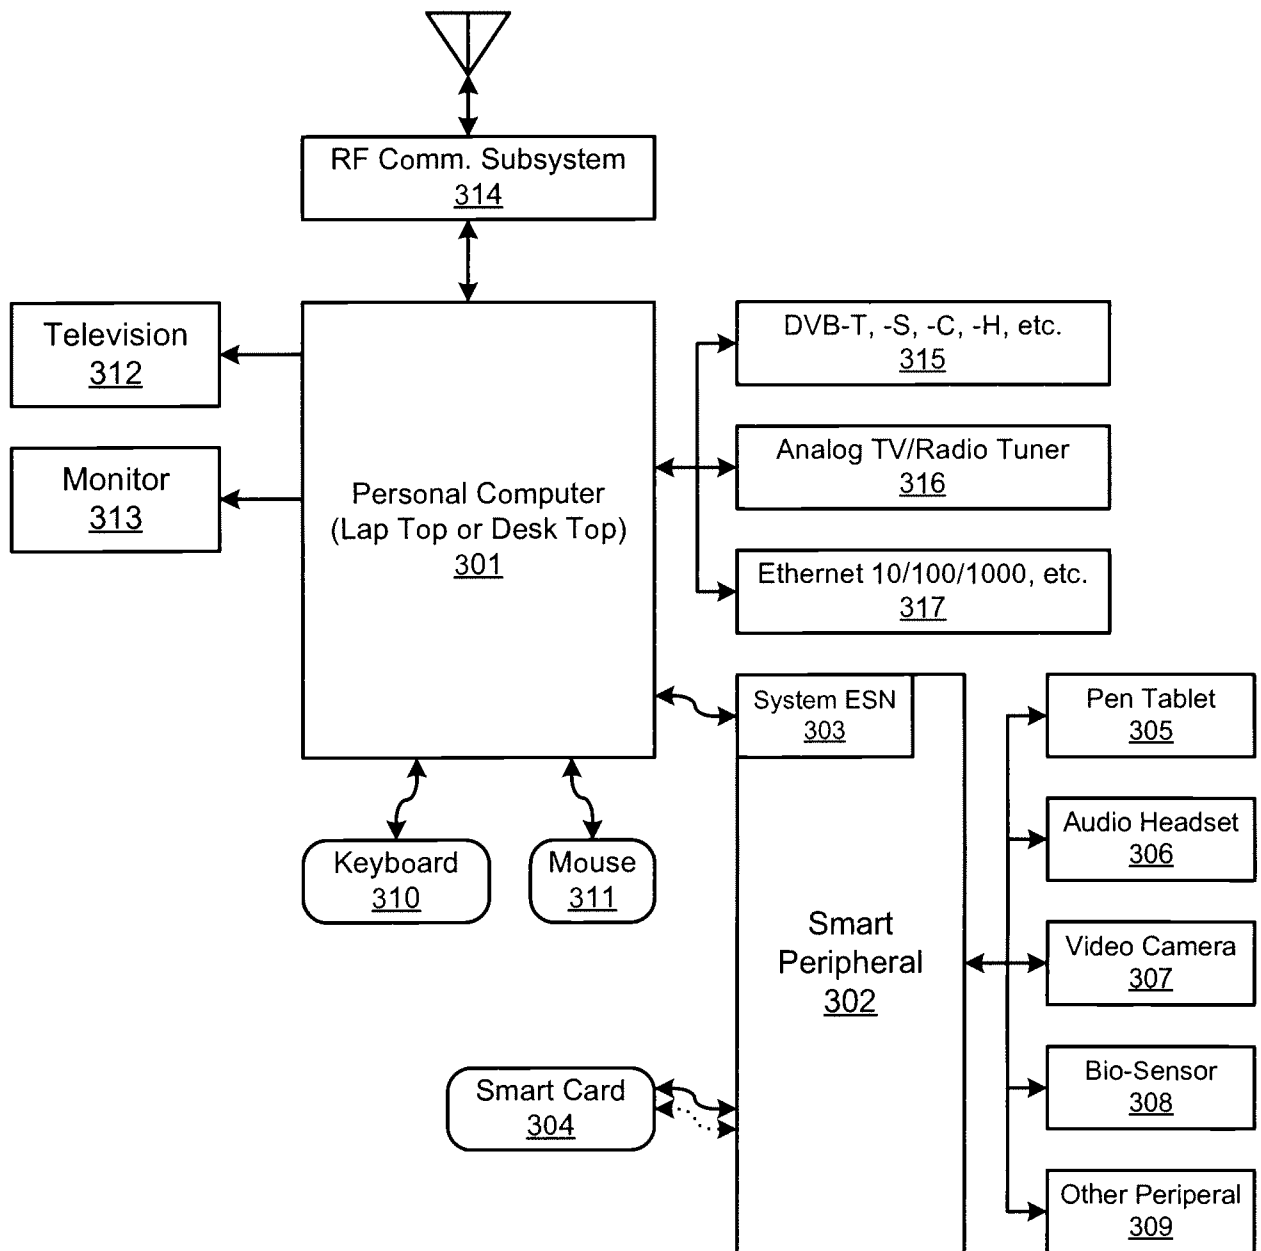 RF Comm. Subsystem
314
Television
312
Monitor
313
Personal Computer
(Lap Top or Desk Top)
301
DVB-T, -S, -C, -H, etc.
315
Analog TV/Radio Tuner
316
Ethernet 10/100/1000, etc.
317
System ESN
303
Keyboard
310
Mouse
311
Smart
Peripheral
302
Smart Card
304
Pen Tablet
305
Audio Headset
306
Video Camera
307
Bio-Sensor
308
Other Periperal
309